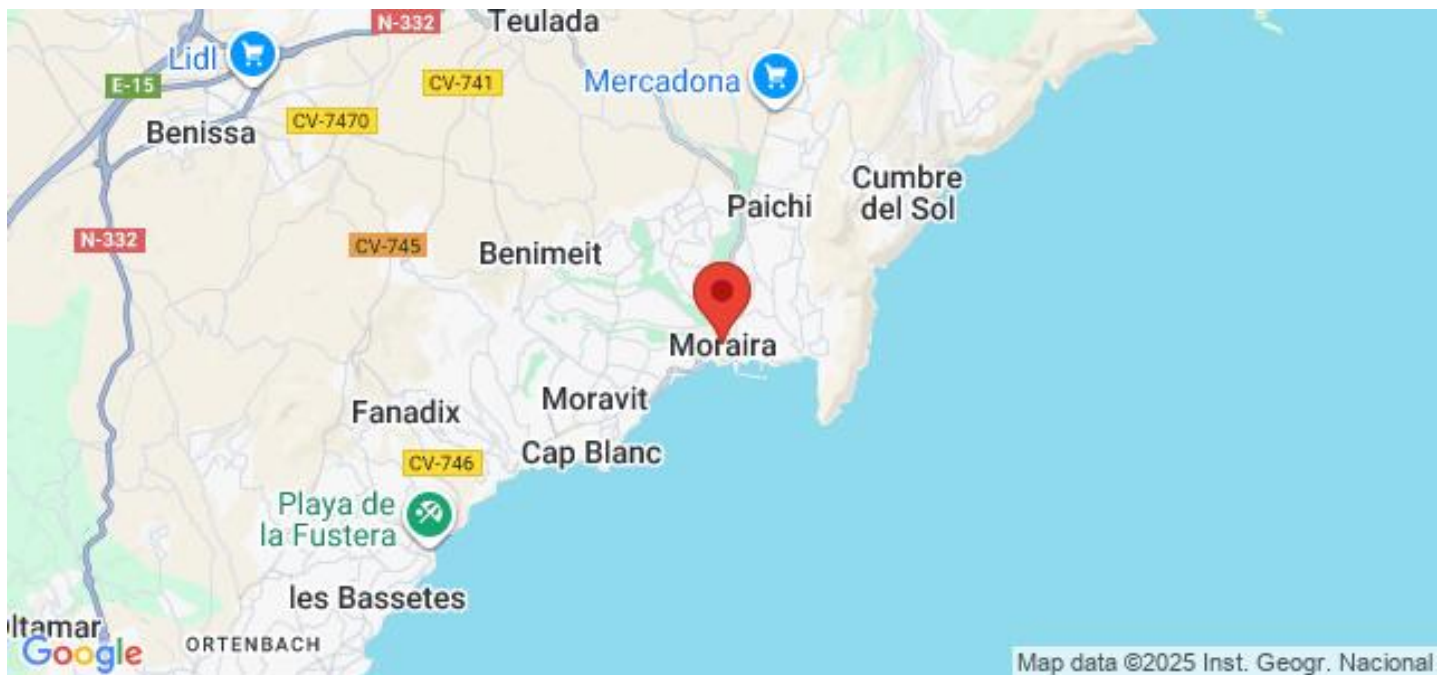 N-332
Teulada
Lidl
E-15
CV-741
Mercadona
CV-7470
Benissa
Cumbre
del Sol
Paichi
N-332
CV-745
Benimeit
Moraira
Moravit
Fanadix
Cap Blanc
CV-746
Playa de
la Fustera
les Bassetes
ltamar
ORTENBACH
Google
Map data ©2025 Inst. Geogr. Nacional